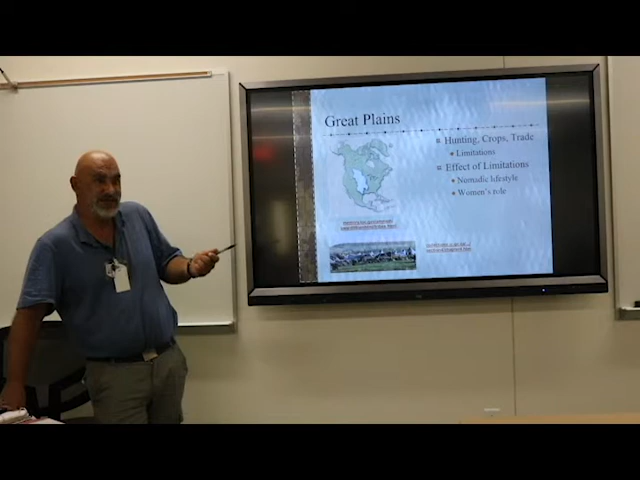 Great Plains
Hunting, Crops, Trade
Limitations
Effect of Limitations
Nomadic lifestyle
Women's role